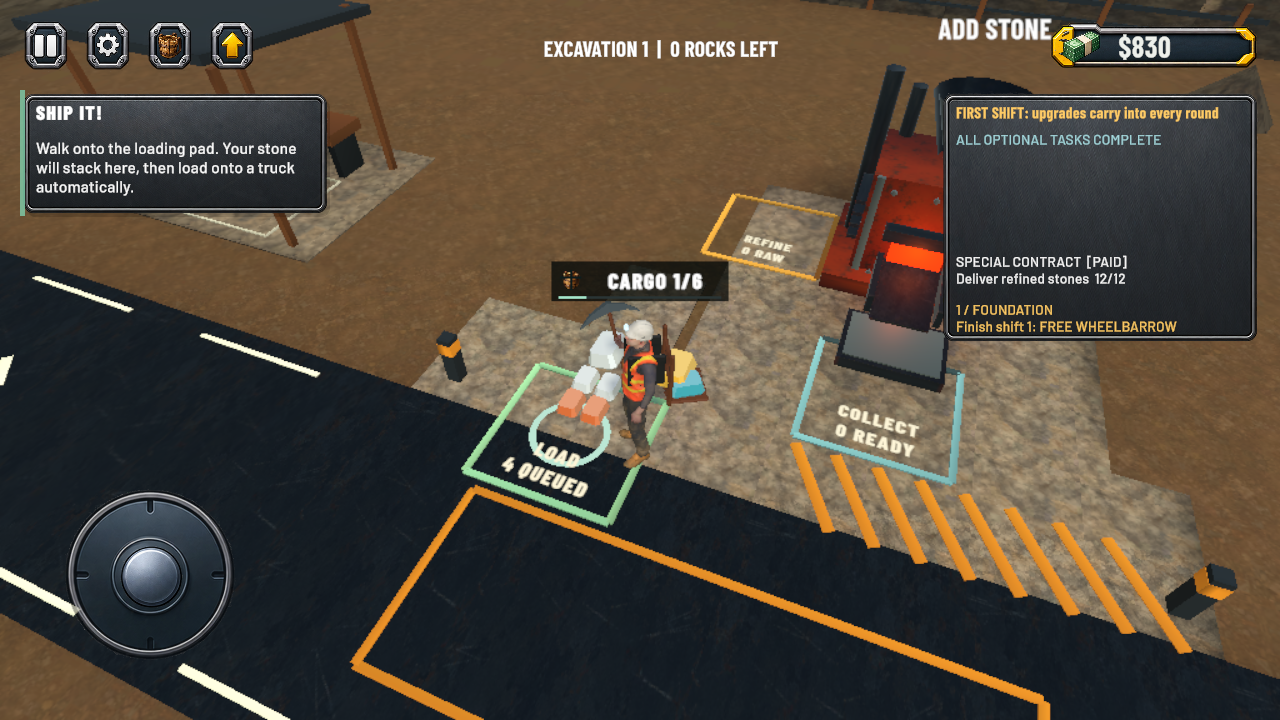 EXCAVATION 1 | 0 ROCKS LEFT
ADD STONE
$830
SHIP IT!
Walk onto the loading pad. Your stone
will stack here, then load onto a truck
automatically.
FIRST SHIFT: upgrades carry into every round
ALL OPTIONAL TASKS COMPLETE
SPECIAL CONTRACT [PAID]
Deliver refined stones 12/12
1 / FOUNDATION
Finish shift 1: FREE WHEELBARROW
REFINE
0 RAW
CARGO 1/6
COLLECT
0 READY
LOAD
4 QUEUED